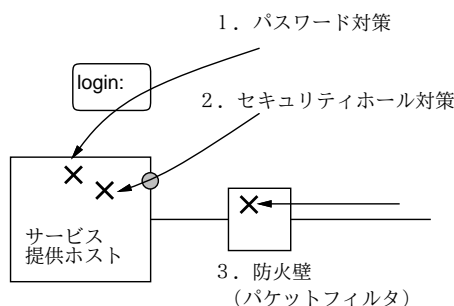 1．パスワード対策
login:
2．セキュリティホール対策
サービス
提供ホスト
3．防火壁
（パケットフィルタ）